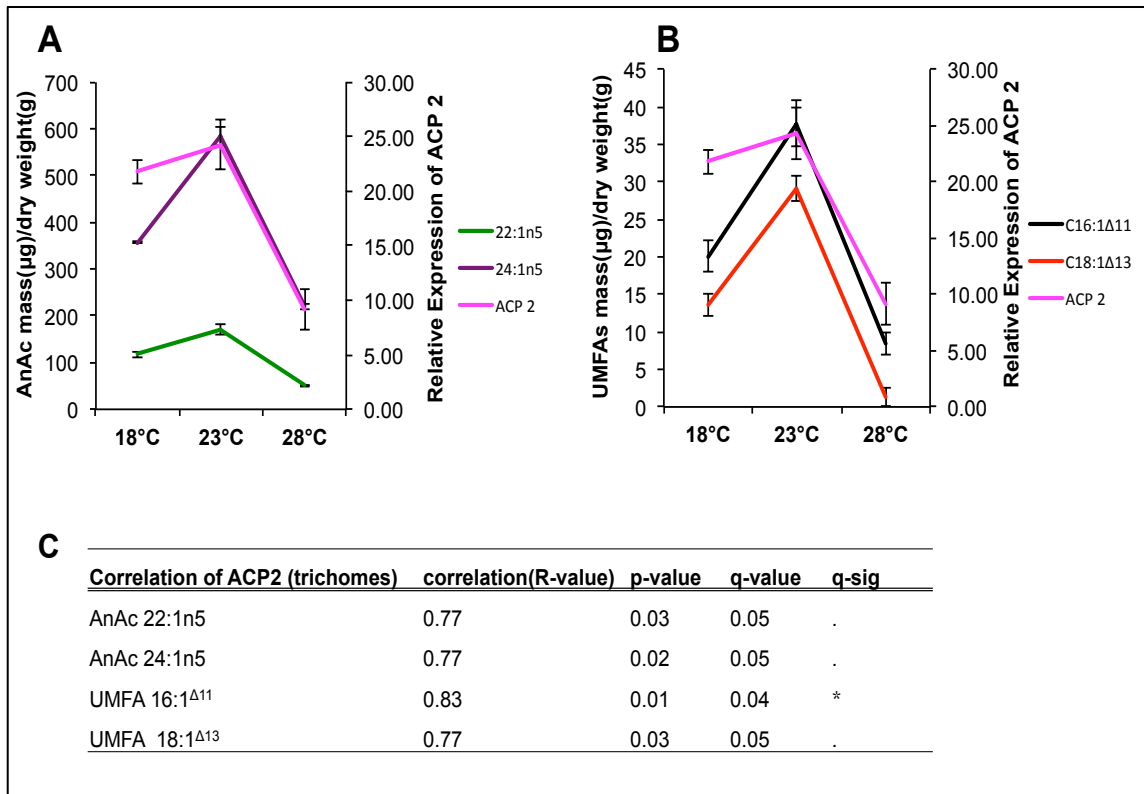 A
AnAc mass(µg)/dry weight(g)
700
600
500
400
300
200
100
0
30.00
25.00
20.00
15.00
10.00
5.00
0.00
Relative Expression of ACP 2
18°C 23°C 28°C
22:1n5
24:1n5
ACP 2
B
UMFAs mass(µg)/dry weight(g)
45
40
35
30
25
20
15
10
5
0
30.00
25.00
20.00
15.00
10.00
5.00
0.00
Relative Expression of ACP 2
18°C 23°C 28°C
C16:1Δ11
C18:1Δ13
ACP 2
C
Correlation of ACP2 (trichomes) correlation(R-value) p-value q-value q-sig
AnAc 22:1n5 0.77 0.03 0.05 .
AnAc 24:1n5 0.77 0.02 0.05 .
UMFA 16:1Δ11 0.83 0.01 0.04 *
UMFA 18:1Δ13 0.77 0.03 0.05 .